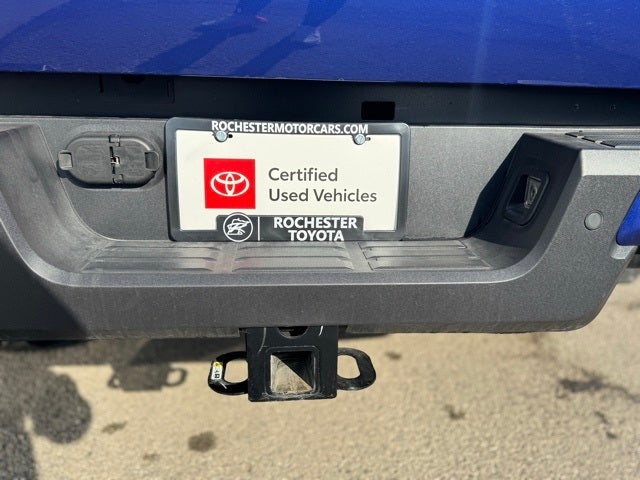 ROCHESTERMOTORCARS.COM
Certified
Used Vehicles
ROCHESTER
TOYOTA